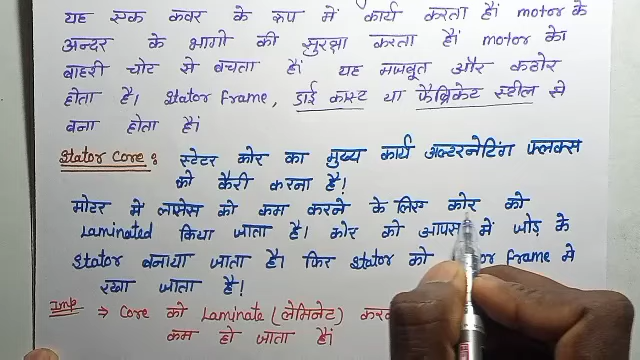 यह एक कवर के रूप में कार्य करता है। motor के
अन्दर के भागो की सुरक्षा करता है। motor को
बाहरी चोट से बचता है। यह मजबूत और कठोर
होता है। Stator Frame, डाई कास्ट या फैब्रिकेट स्टील से
बना होता है।
Stator Core: स्टेटर कोर का मुख्य कार्य अल्टरनेटिंग फ्लक्स
को कैरी करना है!
मोटर में लासेस को कम करने के लिए कोर को
Laminated किया जाता है। कोर को आपस में जोड़ के
Stator बनाया जाता है। फिर Stator को Frame मे
रखा जाता है!
Imp → Core को Laminate (लेमिनेट)
कम हो जाता है।